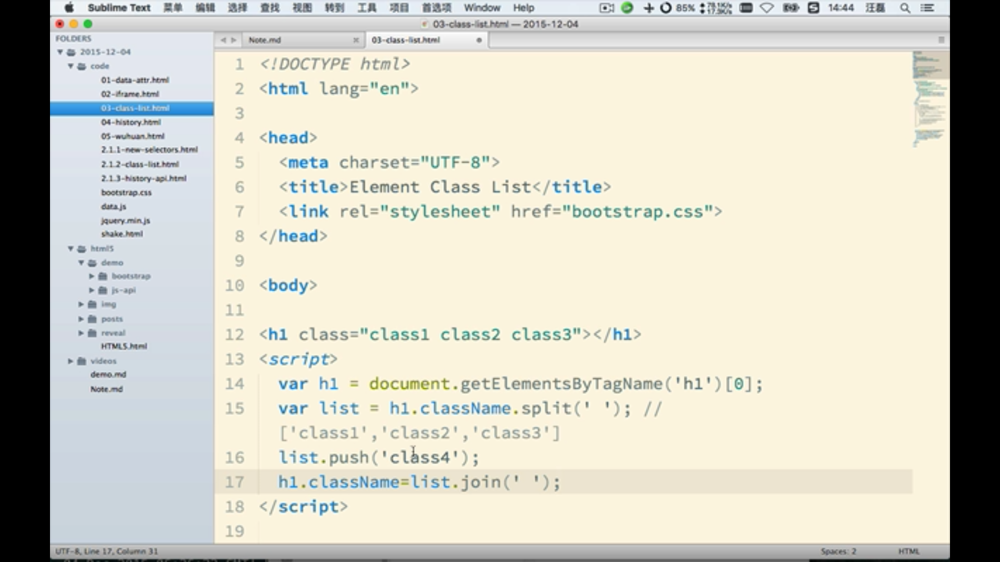 Sublime Text 菜单 编辑 选择 查找 视图 转到 工具 项目 首选项 Window Help 85% 14:44 汪磊
03-class-list.html — 2015-12-04
FOLDERS
2015-12-04
code
01-data-attr.html
02-iframe.html
03-class-list.html
04-history.html
05-wuhuan.html
2.1.1-new-selectors.html
2.1.2-class-list.html
2.1.3-history-api.html
bootstrap.css
data.js
jquery.min.js
shake.html
html5
demo
bootstrap
js-api
img
posts
reveal
HTML5.html
videos
demo.md
Note.md
Note.md 03-class-list.html
1 <!DOCTYPE html>
2 <html lang="en">
3
4 <head>
5 <meta charset="UTF-8">
6 <title>Element Class List</title>
7 <link rel="stylesheet" href="bootstrap.css">
8 </head>
9
10 <body>
11
12 <h1 class="class1 class2 class3"></h1>
13 <script>
14 var h1 = document.getElementsByTagName('h1')[0];
15 var list = h1.className.split(' '); //
['class1','class2','class3']
16 list.push('class4');
17 h1.className=list.join(' ');
18 </script>
19
UTF-8, Line 17, Column 31 Spaces: 2 HTML